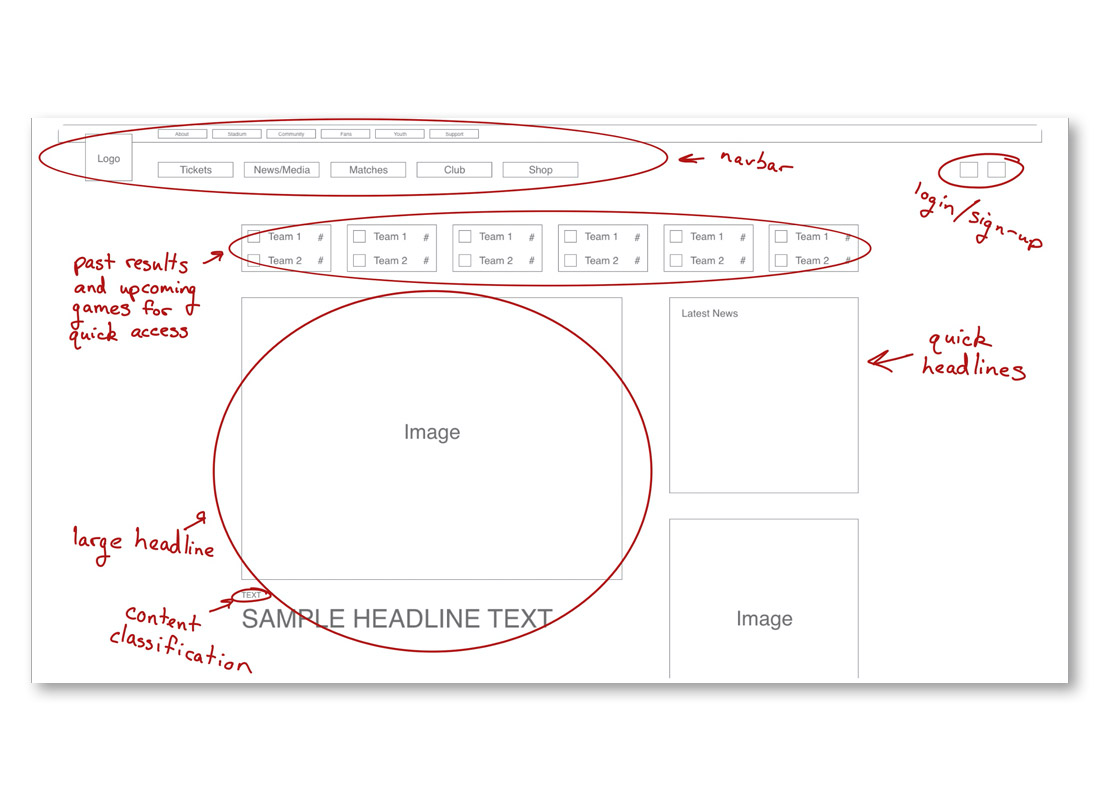 About Stadium Community Fans Youth Support
Logo
Tickets News/Media Matches Club Shop
navbar
login/sign-up
Team 1 # Team 1 # Team 1 # Team 1 # Team 1 # Team 1 #
Team 2 # Team 2 # Team 2 # Team 2 # Team 2 # Team 2 #
past results
and upcoming
games for
quick access
Latest News
quick
headlines
Image
large headline
TEXT
SAMPLE HEADLINE TEXT
content
classification
Image